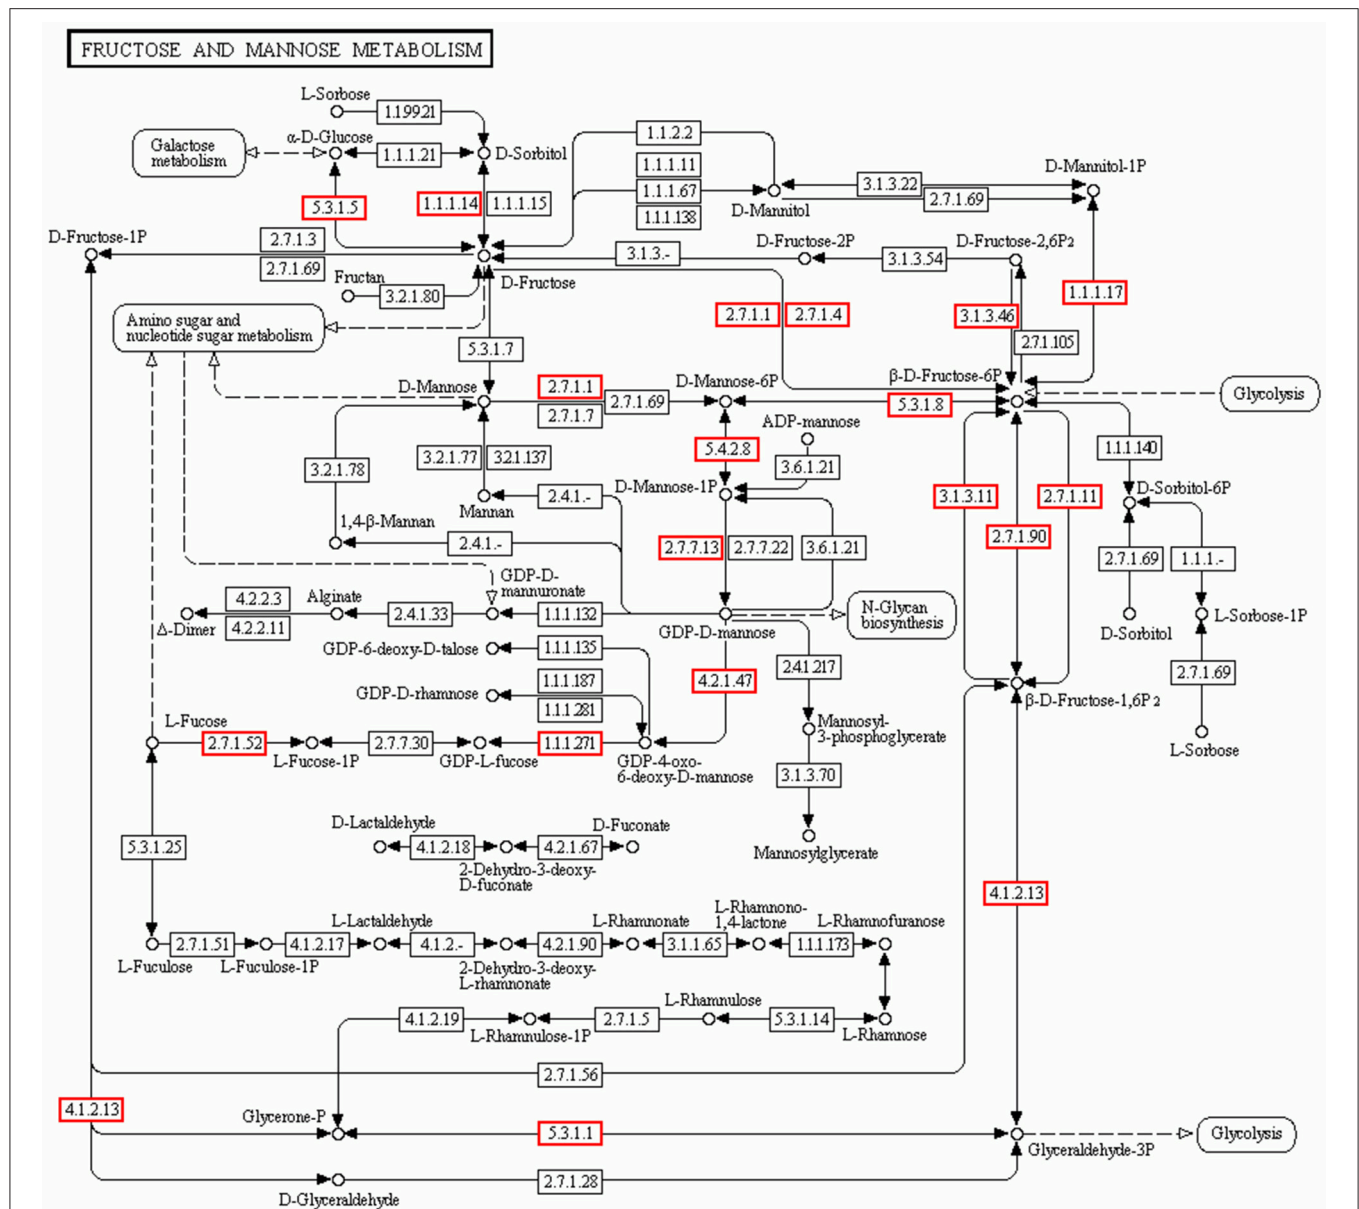 FRUCTOSE AND MANNOSE METABOLISM
L-Sorbose
1.1.99.21
Galactose
metabolism
α-D-Glucose
1.1.1.21
D-Sorbitol
1.1.2.2
1.1.1.11
1.1.1.67
1.1.1.138
D-Mannitol
3.1.3.22
2.7.1.69
D-Mannitol-1P
5.3.1.5
1.1.1.14
1.1.1.15
D-Fructose-1P
2.7.1.3
2.7.1.69
3.1.3.-
D-Fructose-2P
3.1.3.54
D-Fructose-2,6P2
Fructan
3.2.1.80
D-Fructose
1.1.1.17
2.7.1.1
2.7.1.4
3.1.3.46
2.7.1.105
Amino sugar and
nucleotide sugar metabolism
5.3.1.7
D-Mannose
2.7.1.1
2.7.1.69
2.7.1.7
D-Mannose-6P
β-D-Fructose-6P
5.3.1.8
Glycolysis
ADP-mannose
5.4.2.8
3.6.1.21
1.1.1.140
3.2.1.78
3.2.1.77
3.2.1.137
D-Mannose-1P
Mannan
2.4.1.-
3.1.3.11
2.7.1.11
D-Sorbitol-6P
1,4-β-Mannan
2.4.1.-
2.7.7.13
2.7.7.22
3.6.1.21
2.7.1.90
2.7.1.69
1.1.1.-
GDP-D-
mannuronate
Alginate
4.2.2.3
4.2.2.11
Δ-Dimer
2.4.1.33
1.1.1.132
GDP-D-mannose
N-Glycan
biosynthesis
D-Sorbitol
L-Sorbose-1P
GDP-6-deoxy-D-talose
1.1.1.135
4.2.1.47
2.4.1.217
2.7.1.69
GDP-D-rhamnose
1.1.1.187
1.1.1.281
β-D-Fructose-1,6P2
L-Fucose
2.7.1.52
L-Fucose-1P
2.7.7.30
GDP-L-fucose
1.1.1.271
GDP-4-oxo-
6-deoxy-D-mannose
Mannosyl-
3-phosphoglycerate
L-Sorbose
3.1.3.70
Mannosylglycerate
5.3.1.25
D-Lactaldehyde
4.1.2.18
2-Dehydro-3-deoxy-
D-fuconate
4.2.1.67
D-Fuconate
4.1.2.13
L-Fuculose
2.7.1.51
L-Fuculose-1P
4.1.2.17
L-Lactaldehyde
4.1.2.-
2-Dehydro-3-deoxy-
L-rhamnonate
4.2.1.90
L-Rhamnonate
3.1.1.65
L-Rhamnono-
1,4-lactone
1.1.1.173
L-Rhamnofuranose
4.1.2.19
L-Rhamnulose-1P
2.7.1.5
L-Rhamnulose
5.3.1.14
L-Rhamnose
2.7.1.56
4.1.2.13
Glycerone-P
5.3.1.1
Glyceraldehyde-3P
Glycolysis
D-Glyceraldehyde
2.7.1.28